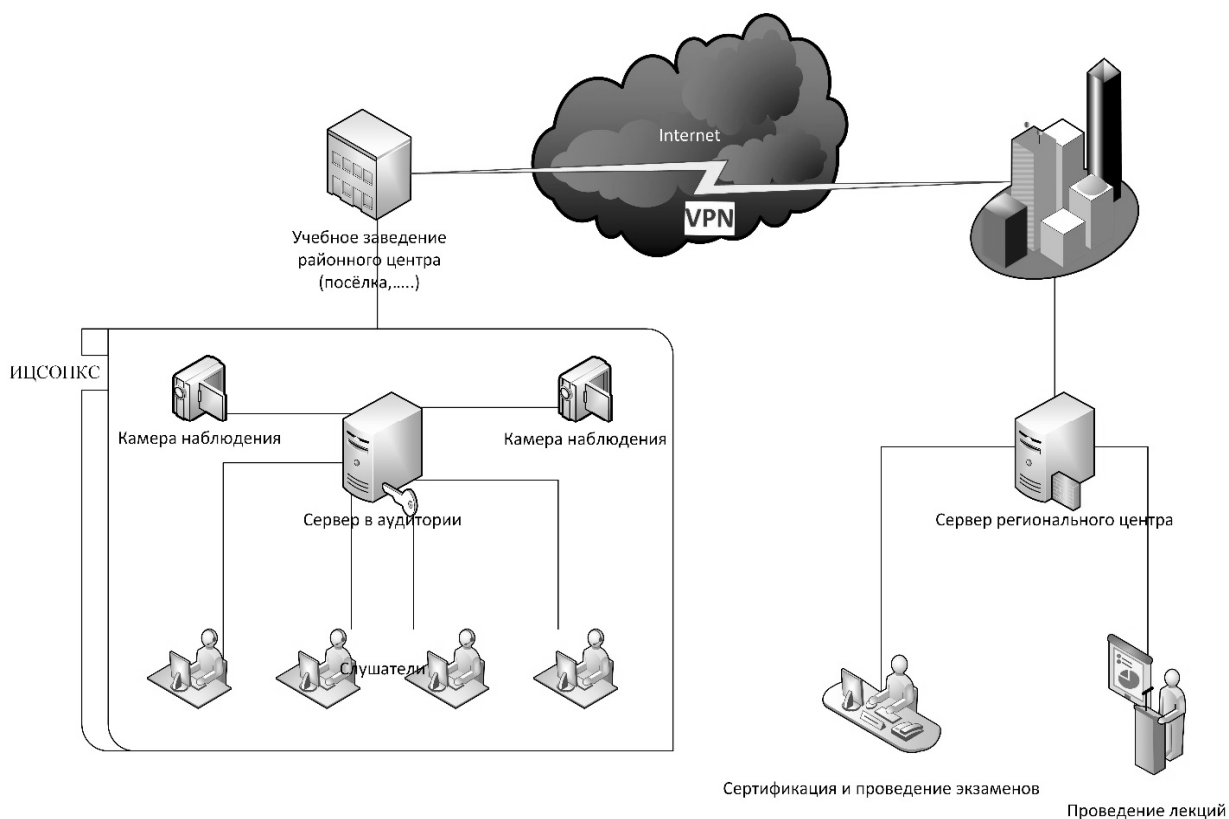 Internet
VPN
Учебное заведение
районного центра
(посёлка,.....)
ИЦСОПКС
Камера наблюдения
Камера наблюдения
Сервер в аудитории
Сервер регионального центра
Слушатели
Сертификация и проведение экзаменов
Проведение лекций